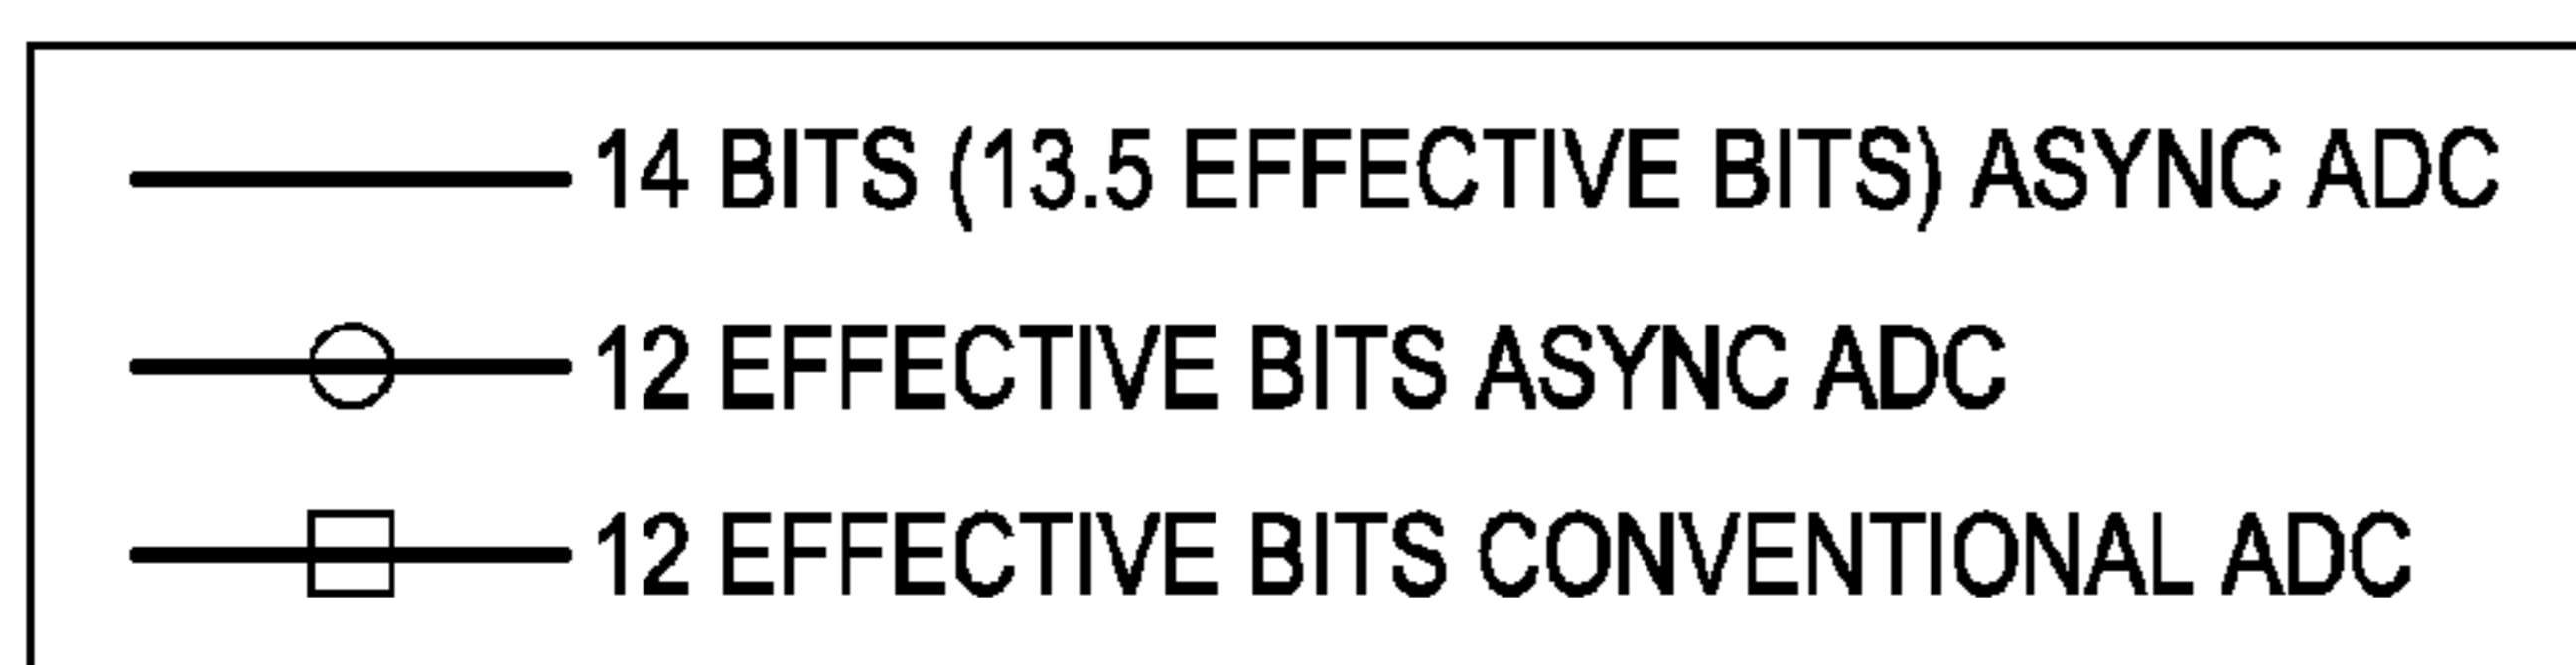 14 BITS (13.5 EFFECTIVE BITS) ASYNC ADC
12 EFFECTIVE BITS ASYNC ADC
12 EFFECTIVE BITS CONVENTIONAL ADC